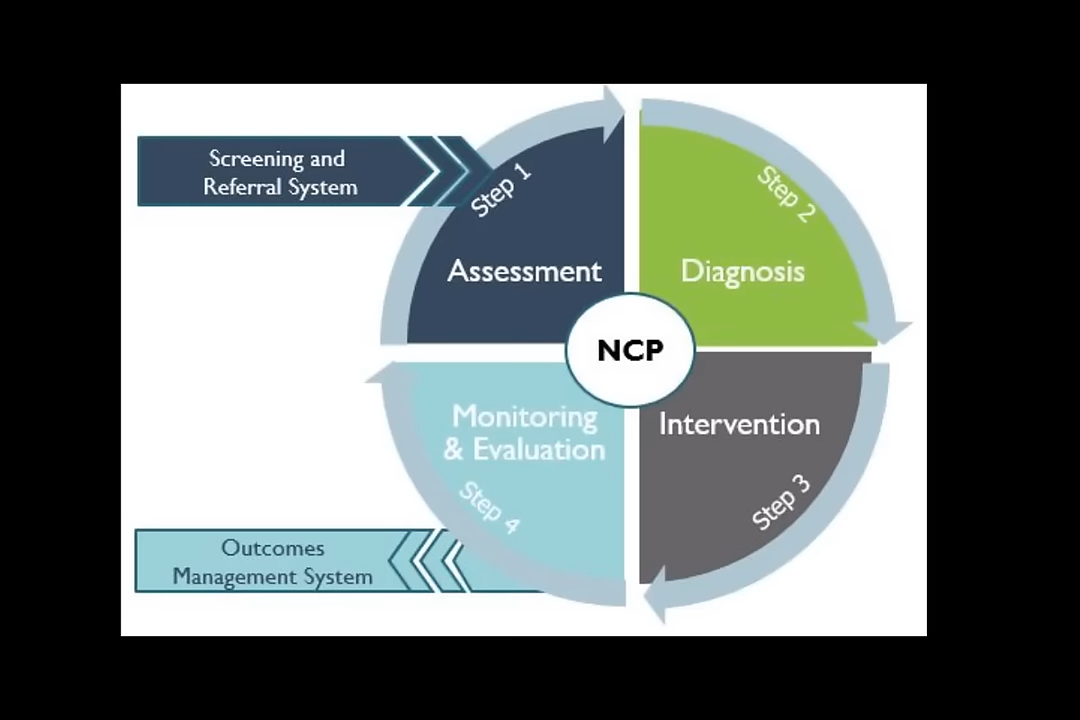 Screening and
Referral System
Step 1
Assessment
Step 2
Diagnosis
NCP
Monitoring
& Evaluation
Step 4
Intervention
Step 3
Outcomes
Management System